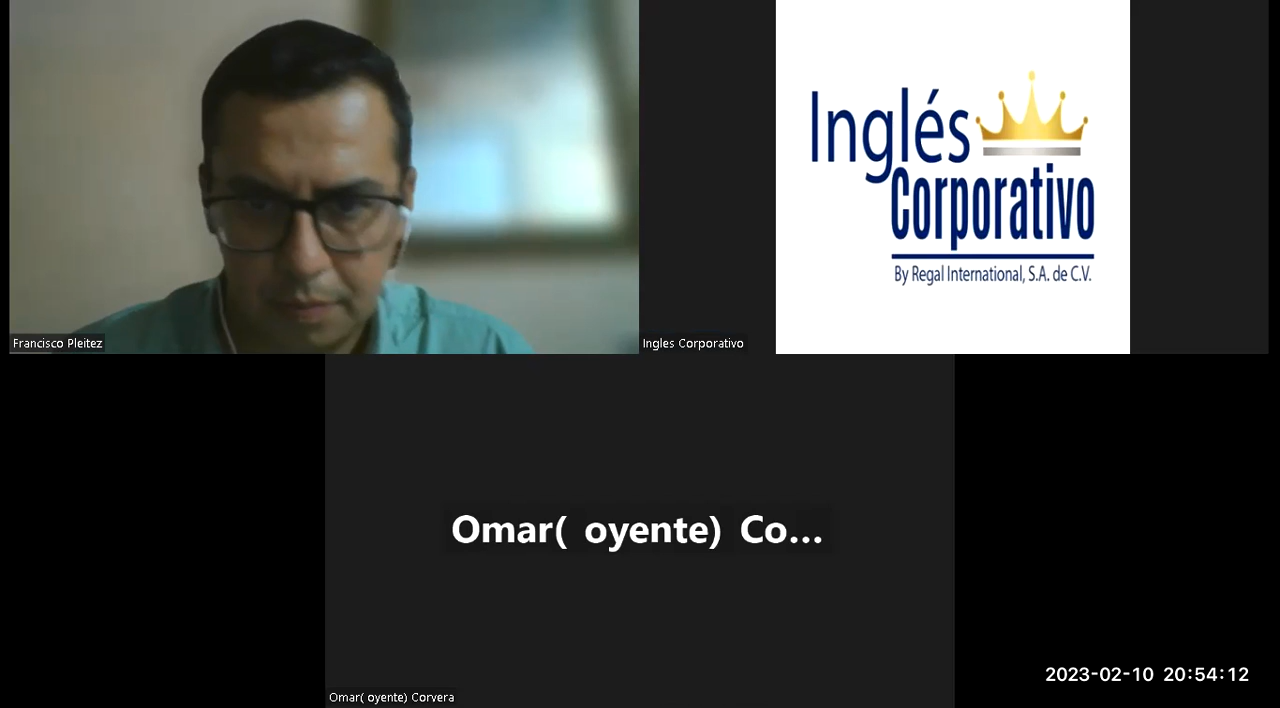 Inglés
Corporativo
By Regal International, S.A. de C.V.
Francisco Pleitez
Ingles Corporativo
Omar( oyente) Co...
Omar( oyente) Corvera
2023-02-10 20:54:12